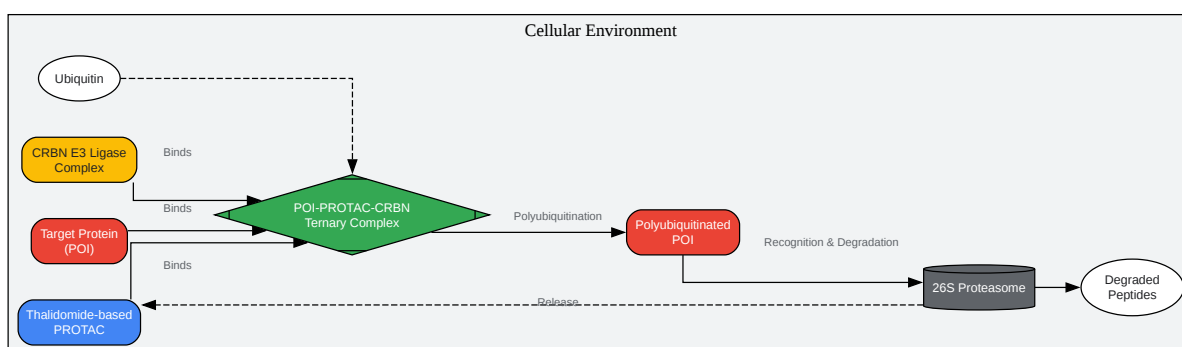 Cellular Environment
Ubiquitin
CRBN E3 Ligase
Complex
Binds
Binds
Target Protein
(POI)
Binds
Thalidomide-based
PROTAC
POI-PROTAC-CRBN
Ternary Complex
Polyubiquitination
Polyubiquitinated
POI
Recognition & Degradation
26S Proteasome
Degraded
Peptides
Release